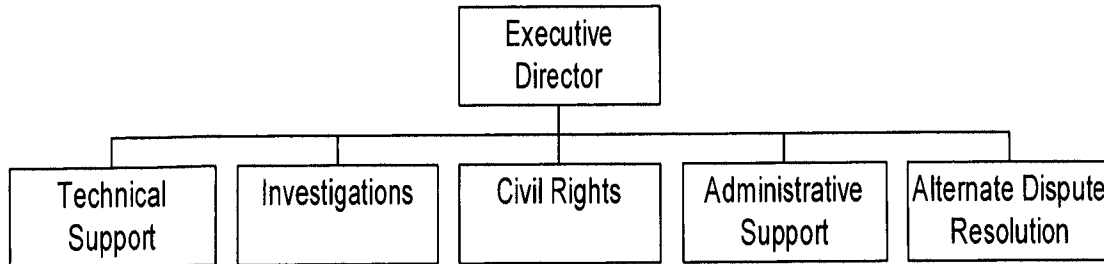 Executive
Director
Technical
Support
Investigations
Civil Rights
Administrative
Support
Alternate Dispute
Resolution